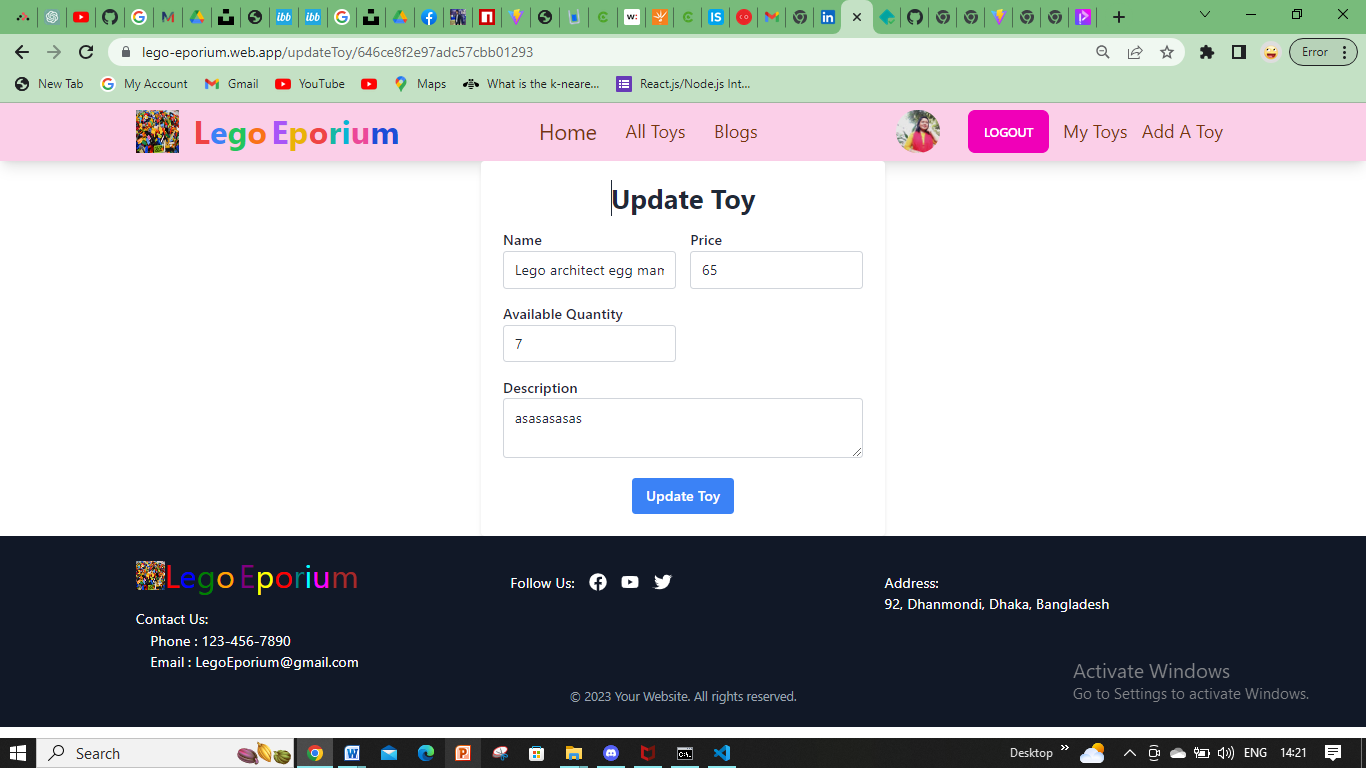 lego-eporium.web.app/updateToy/646ce8f2e97adc57cbb01293
Error
New Tab My Account Gmail YouTube Maps What is the k-neare... React.js/Node.js Int...
Lego Eporium Home All Toys Blogs LOGOUT My Toys Add A Toy
Update Toy
Name Price
Lego architect egg man 65
Available Quantity
7
Description
asasasasas
Update Toy
Lego Eporium
Follow Us:
Address:
92, Dhanmondi, Dhaka, Bangladesh
Contact Us:
Phone : 123-456-7890
Email : LegoEporium@gmail.com
© 2023 Your Website. All rights reserved.
Activate Windows
Go to Settings to activate Windows.
Search Desktop ENG 14:21